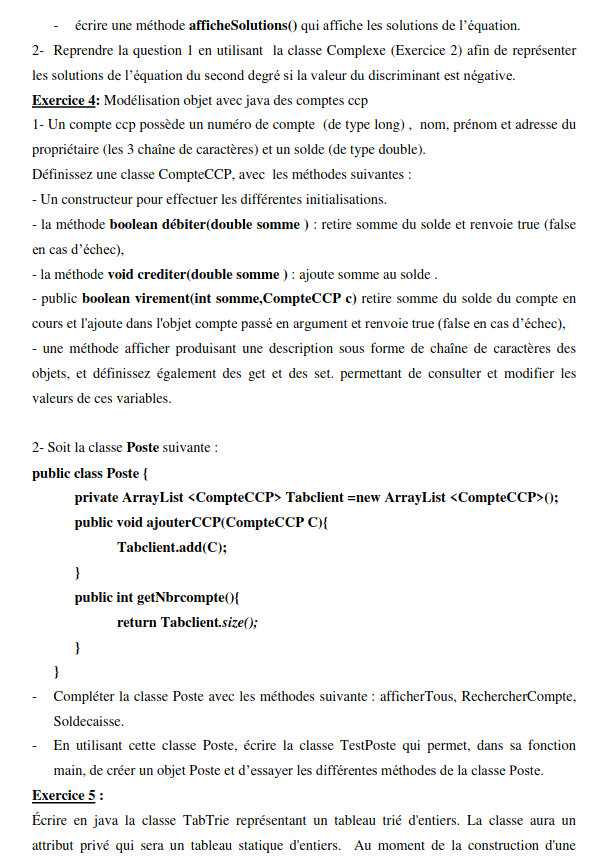 - écrire une méthode afficheSolutions() qui affiche les solutions de l'équation.
2- Reprendre la question 1 en utilisant la classe Complexe (Exercice 2) afin de représenter
les solutions de l'équation du second degré si la valeur du discriminant est négative.
Exercice 4: Modélisation objet avec java des comptes ccp
1- Un compte ccp possède un numéro de compte (de type long) , nom, prénom et adresse du
propriétaire (les 3 chaîne de caractères) et un solde (de type double).
Définissez une classe CompteCCP, avec les méthodes suivantes :
- Un constructeur pour effectuer les différentes initialisations.
- la méthode boolean débiter(double somme ) : retire somme du solde et renvoie true (false
en cas d'échec),
- la méthode void crediter(double somme ) : ajoute somme au solde .
- public boolean virement(int somme,CompteCCP c) retire somme du solde du compte en
cours et l'ajoute dans l'objet compte passé en argument et renvoie true (false en cas d'échec),
- une méthode afficher produisant une description sous forme de chaîne de caractères des
objets, et définissez également des get et des set. permettant de consulter et modifier les
valeurs de ces variables.
2- Soit la classe Poste suivante :
public class Poste {
private ArrayList <CompteCCP> Tabclient =new ArrayList <CompteCCP>();
public void ajouterCCP(CompteCCP C){
Tabclient.add(C);
}
public int getNbrcompte(){
return Tabclient.size();
}
}
- Compléter la classe Poste avec les méthodes suivante : afficherTous, RechercherCompte,
Soldecaisse.
- En utilisant cette classe Poste, écrire la classe TestPoste qui permet, dans sa fonction
main, de créer un objet Poste et d'essayer les différentes méthodes de la classe Poste.
Exercice 5 :
Écrire en java la classe TabTrie représentant un tableau trié d'entiers. La classe aura un
attribut privé qui sera un tableau statique d'entiers. Au moment de la construction d'une